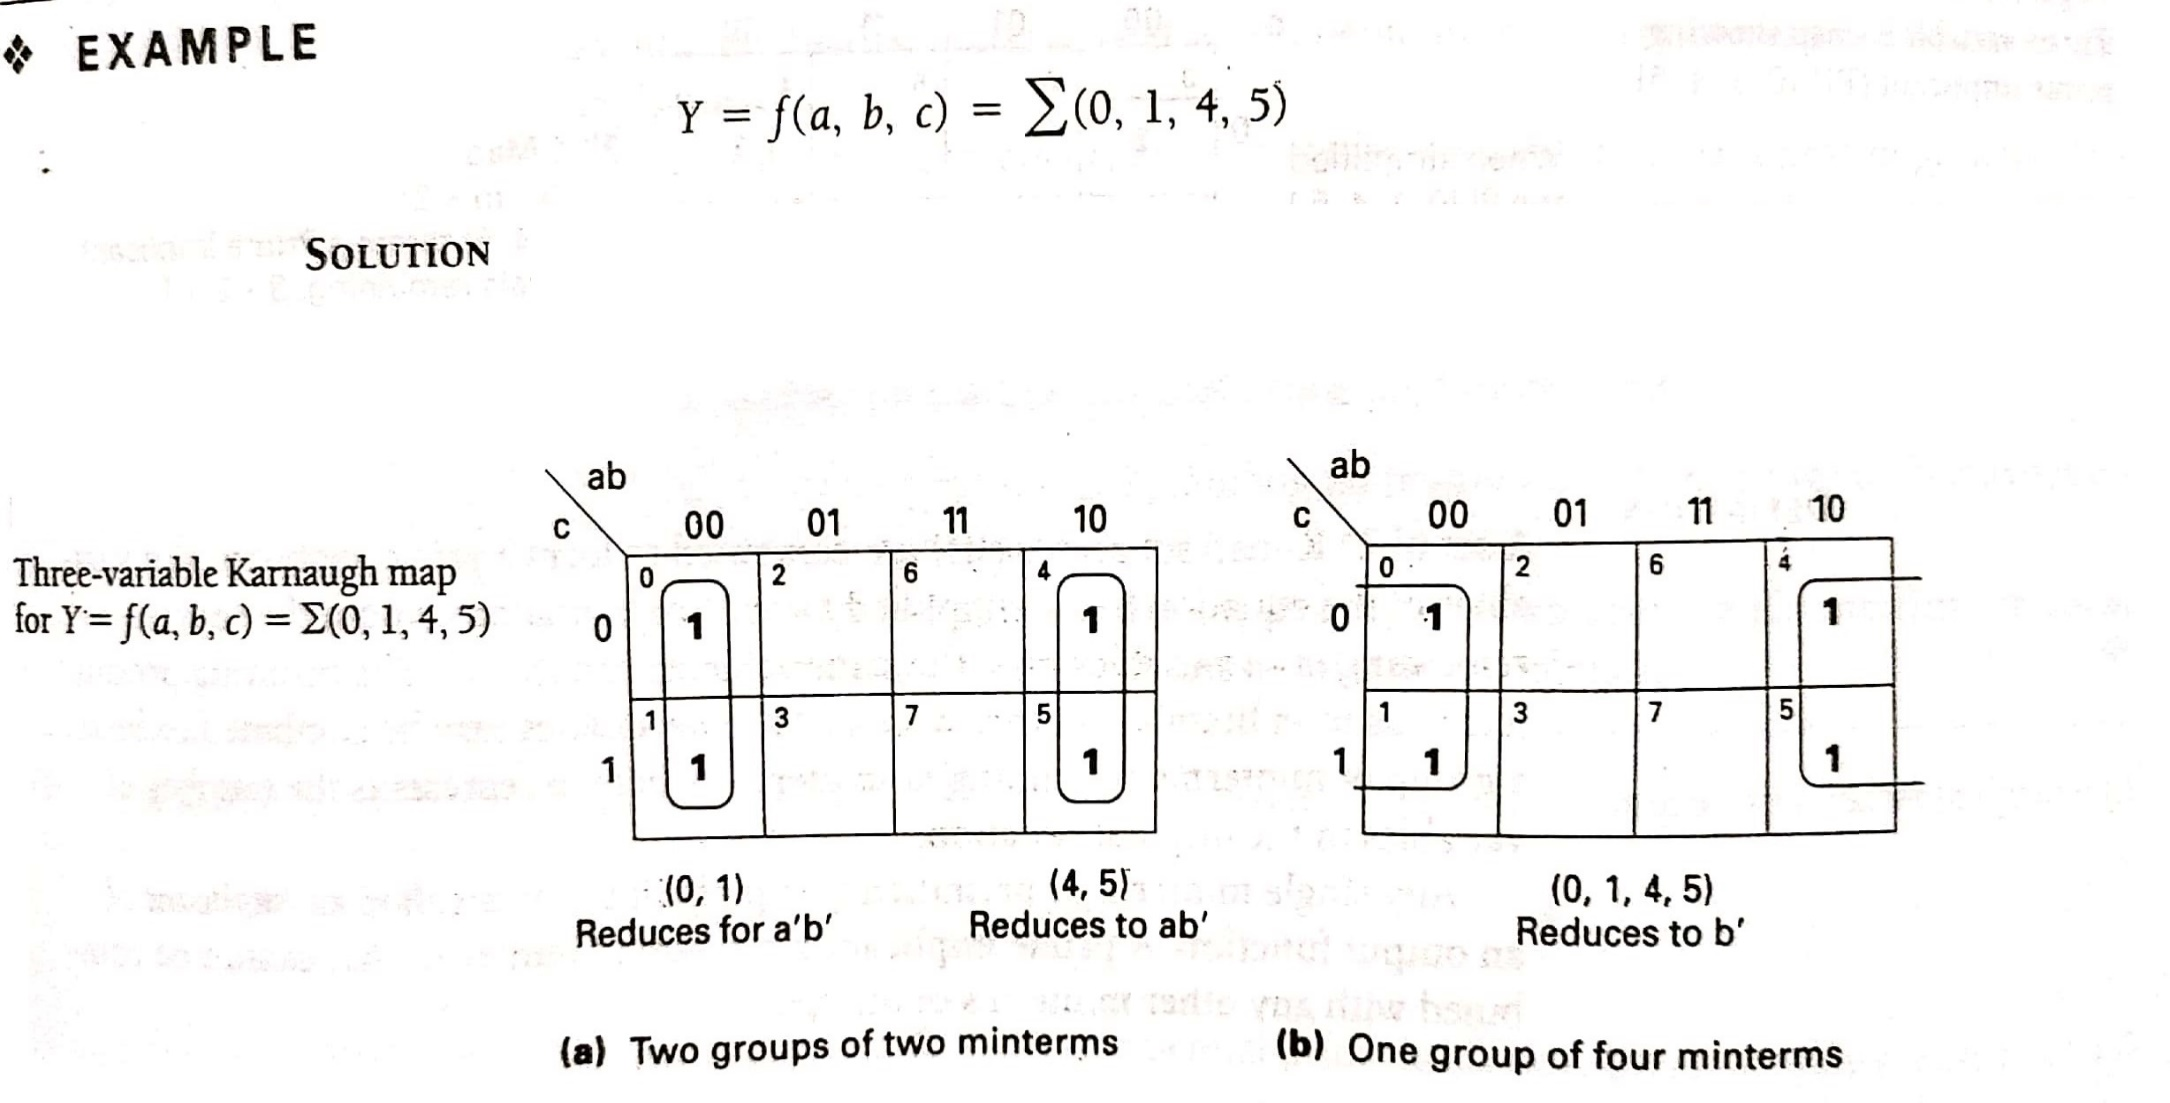 ❖ EXAMPLE
Y = f(a, b, c) = ∑(0, 1, 4, 5)
SOLUTION
Three-variable Karnaugh map
for Y = f(a, b, c) = Σ(0, 1, 4, 5)
ab
c 00 01 11 10
0 2 6 4
0 1 1
1 3 7 5
1 1 1
(0, 1) (4, 5)
Reduces for a′b′ Reduces to ab′
(a) Two groups of two minterms
ab
c 00 01 11 10
0 2 6 4
0 1 1
1 3 7 5
1 1 1
(0, 1, 4, 5)
Reduces to b′
(b) One group of four minterms